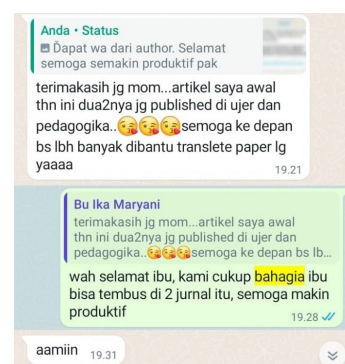 Anda • Status
Ďapat wa dari author. Selamat
semoga semakin produktif pak
terimakasih jg mom...artikel saya awal
thn ini dua2nya jg published di ujer dan
pedagogika..😘😘😘semoga ke depan
bs lbh banyak dibantu translete paper lg
yaaaa
19.21
Bu Ika Maryani
terimakasih jg mom...artikel saya awal
thn ini dua2nya jg published di ujer dan
pedagogika..😘😘😘semoga ke depan bs lb...
wah selamat ibu, kami cukup bahagia ibu
bisa tembus di 2 jurnal itu, semoga makin
produktif
19.28
aamiin 19.31